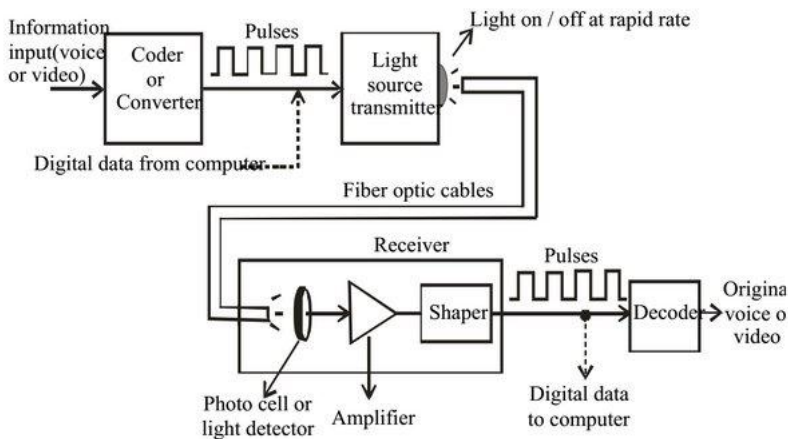 Information
input(voice
or video)
Coder
or
Converter
Pulses
Light
source
transmitter
Light on / off at rapid rate
Digital data from computer
Fiber optic cables
Receiver
Shaper
Pulses
Decoder
Origina
voice o
video
Photo cell or
light detector
Amplifier
Digital data
to computer